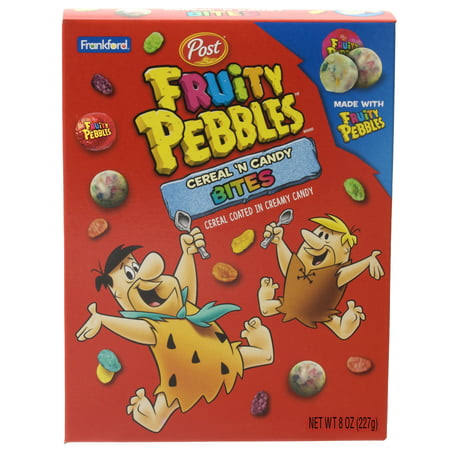 Frankford.
Post
FRUITY
PEBBLES
CEREAL 'N CANDY
BITES
CEREAL COATED IN CREAMY CANDY
MADE WITH
FRUITY
PEBBLES
FRUITY
PEBBLES
FRUITY
PEBBLES
NET WT 8 OZ (227g)